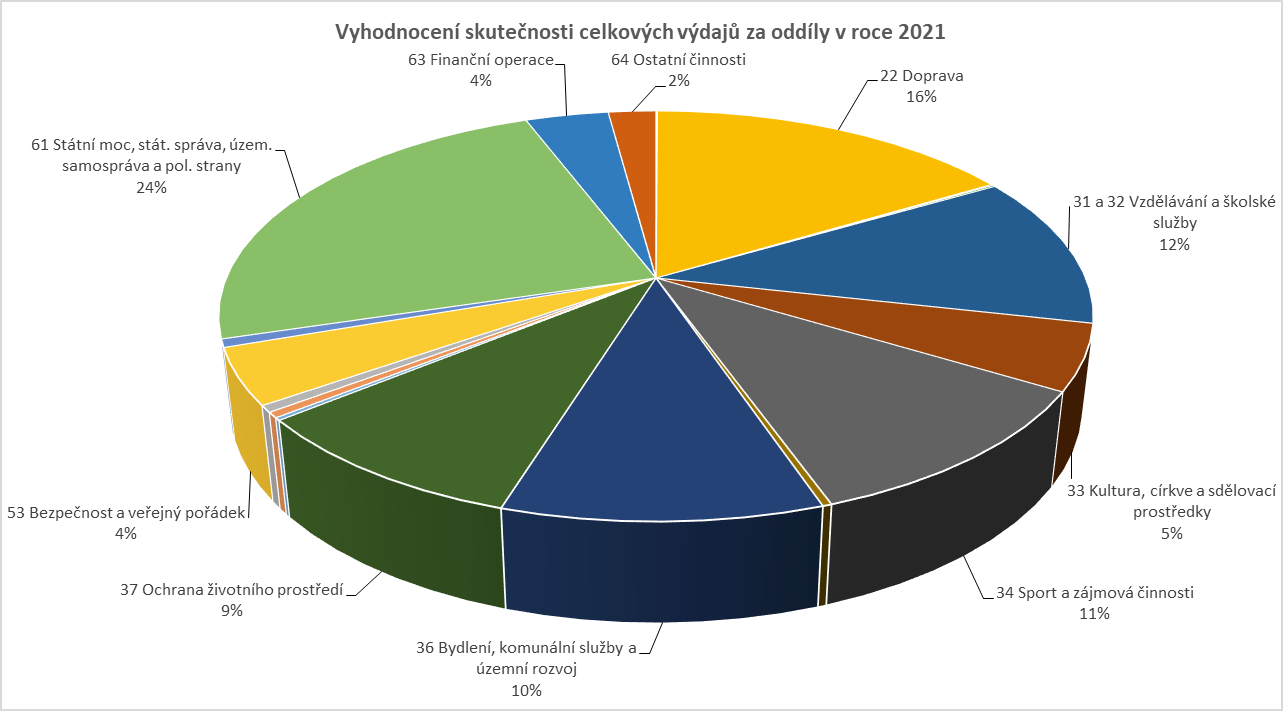 Vyhodnocení skutečnosti celkových výdajů za oddíly v roce 2021
63 Finanční operace
4%
64 Ostatní činnosti
2%
22 Doprava
16%
61 Státní moc, stát. správa, územ.
samospráva a pol. strany
24%
31 a 32 Vzdělávání a školské
služby
12%
33 Kultura, církve a sdělovací
prostředky
5%
53 Bezpečnost a veřejný pořádek
4%
37 Ochrana životního prostředí
9%
34 Sport a zájmová činnosti
11%
36 Bydlení, komunální služby a
územní rozvoj
10%